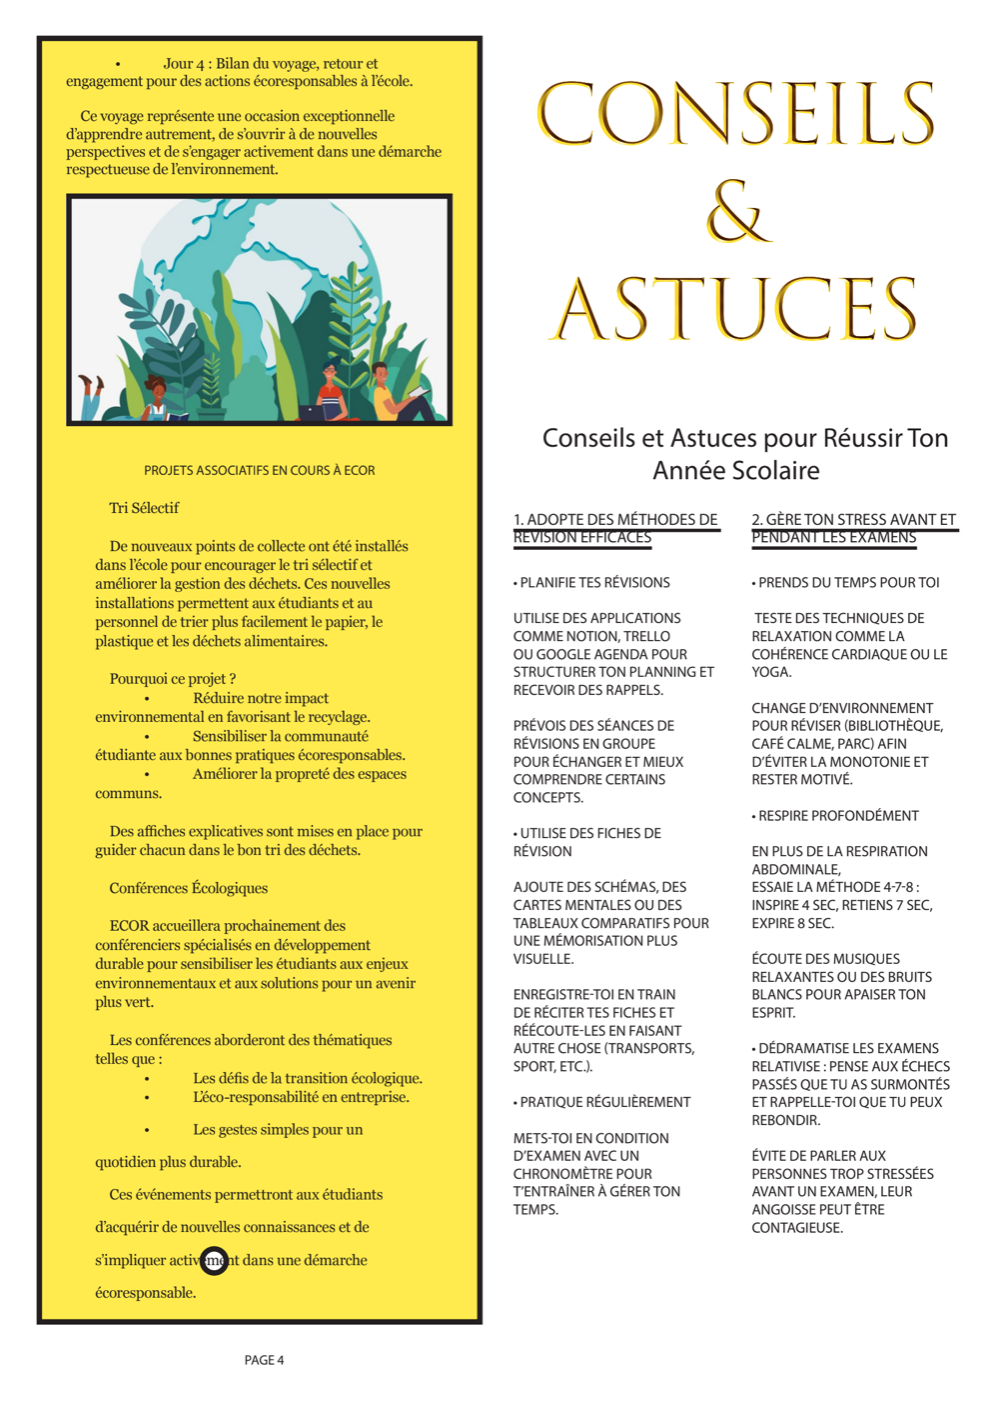 • Jour 4 : Bilan du voyage, retour et
engagement pour des actions écoresponsables à l'école.
Ce voyage représente une occasion exceptionnelle
d'apprendre autrement, de s'ouvrir à de nouvelles
perspectives et de s'engager activement dans une démarche
respectueuse de l'environnement.
PROJETS ASSOCIATIFS EN COURS À ECOR
Tri Sélectif
De nouveaux points de collecte ont été installés
dans l'école pour encourager le tri sélectif et
améliorer la gestion des déchets. Ces nouvelles
installations permettent aux étudiants et au
personnel de trier plus facilement le papier, le
plastique et les déchets alimentaires.
Pourquoi ce projet ?
• Réduire notre impact
environnemental en favorisant le recyclage.
• Sensibiliser la communauté
étudiante aux bonnes pratiques écoresponsables.
• Améliorer la propreté des espaces
communs.
Des affiches explicatives sont mises en place pour
guider chacun dans le bon tri des déchets.
Conférences Écologiques
ECOR accueillera prochainement des
conférenciers spécialisés en développement
durable pour sensibiliser les étudiants aux enjeux
environnementaux et aux solutions pour un avenir
plus vert.
Les conférences aborderont des thématiques
telles que :
• Les défis de la transition écologique.
• L'éco-responsabilité en entreprise.
• Les gestes simples pour un
quotidien plus durable.
Ces événements permettront aux étudiants
d'acquérir de nouvelles connaissances et de
s'impliquer activement dans une démarche
écoresponsable.
PAGE 4
CONSEILS
&
ASTUCES
Conseils et Astuces pour Réussir Ton
Année Scolaire
1. ADOPTE DES MÉTHODES DE
RÉVISION EFFICACES
• PLANIFIE TES RÉVISIONS
UTILISE DES APPLICATIONS
COMME NOTION, TRELLO
OU GOOGLE AGENDA POUR
STRUCTURER TON PLANNING ET
RECEVOIR DES RAPPELS.
PRÉVOIS DES SÉANCES DE
RÉVISIONS EN GROUPE
POUR ÉCHANGER ET MIEUX
COMPRENDRE CERTAINS
CONCEPTS.
• UTILISE DES FICHES DE
RÉVISION
AJOUTE DES SCHÉMAS, DES
CARTES MENTALES OU DES
TABLEAUX COMPARATIFS POUR
UNE MÉMORISATION PLUS
VISUELLE.
ENREGISTRE-TOI EN TRAIN
DE RÉCITER TES FICHES ET
RÉÉCOUTE-LES EN FAISANT
AUTRE CHOSE (TRANSPORTS,
SPORT, ETC.).
• PRATIQUE RÉGULIÈREMENT
METS-TOI EN CONDITION
D'EXAMEN AVEC UN
CHRONOMÈTRE POUR
T'ENTRAÎNER À GÉRER TON
TEMPS.
2. GÈRE TON STRESS AVANT ET
PENDANT LES EXAMENS
• PRENDS DU TEMPS POUR TOI
TESTE DES TECHNIQUES DE
RELAXATION COMME LA
COHÉRENCE CARDIAQUE OU LE
YOGA.
CHANGE D'ENVIRONNEMENT
POUR RÉVISER (BIBLIOTHÈQUE,
CAFÉ CALME, PARC) AFIN
D'ÉVITER LA MONOTONIE ET
RESTER MOTIVÉ.
• RESPIRE PROFONDÉMENT
EN PLUS DE LA RESPIRATION
ABDOMINALE,
ESSAIE LA MÉTHODE 4-7-8 :
INSPIRE 4 SEC, RETIENS 7 SEC,
EXPIRE 8 SEC.
ÉCOUTE DES MUSIQUES
RELAXANTES OU DES BRUITS
BLANCS POUR APAISER TON
ESPRIT.
• DÉDRAMATISE LES EXAMENS
RELATIVISE : PENSE AUX ÉCHECS
PASSÉS QUE TU AS SURMONTÉS
ET RAPPELLE-TOI QUE TU PEUX
REBONDIR.
ÉVITE DE PARLER AUX
PERSONNES TROP STRESSÉES
AVANT UN EXAMEN, LEUR
ANGOISSE PEUT ÊTRE
CONTAGIEUSE.